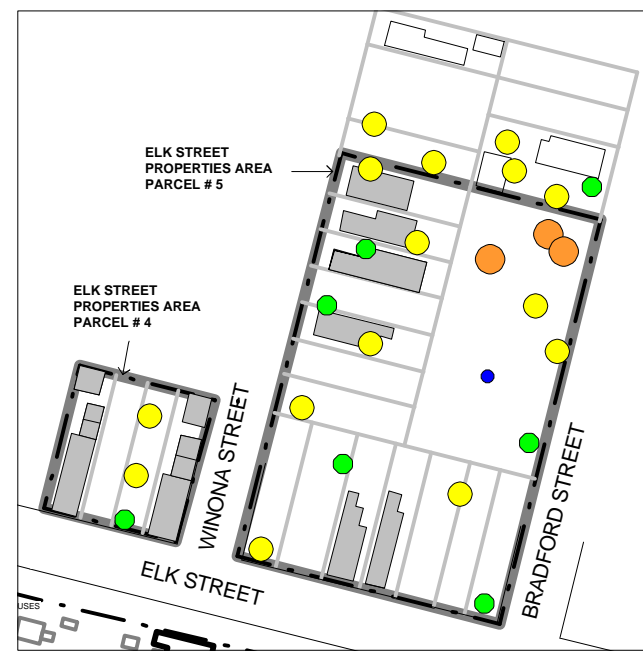 ELK STREET
PROPERTIES AREA
PARCEL # 5
ELK STREET
PROPERTIES AREA
PARCEL # 4
WINONA STREET
BRADFORD STREET
ELK STREET
USES